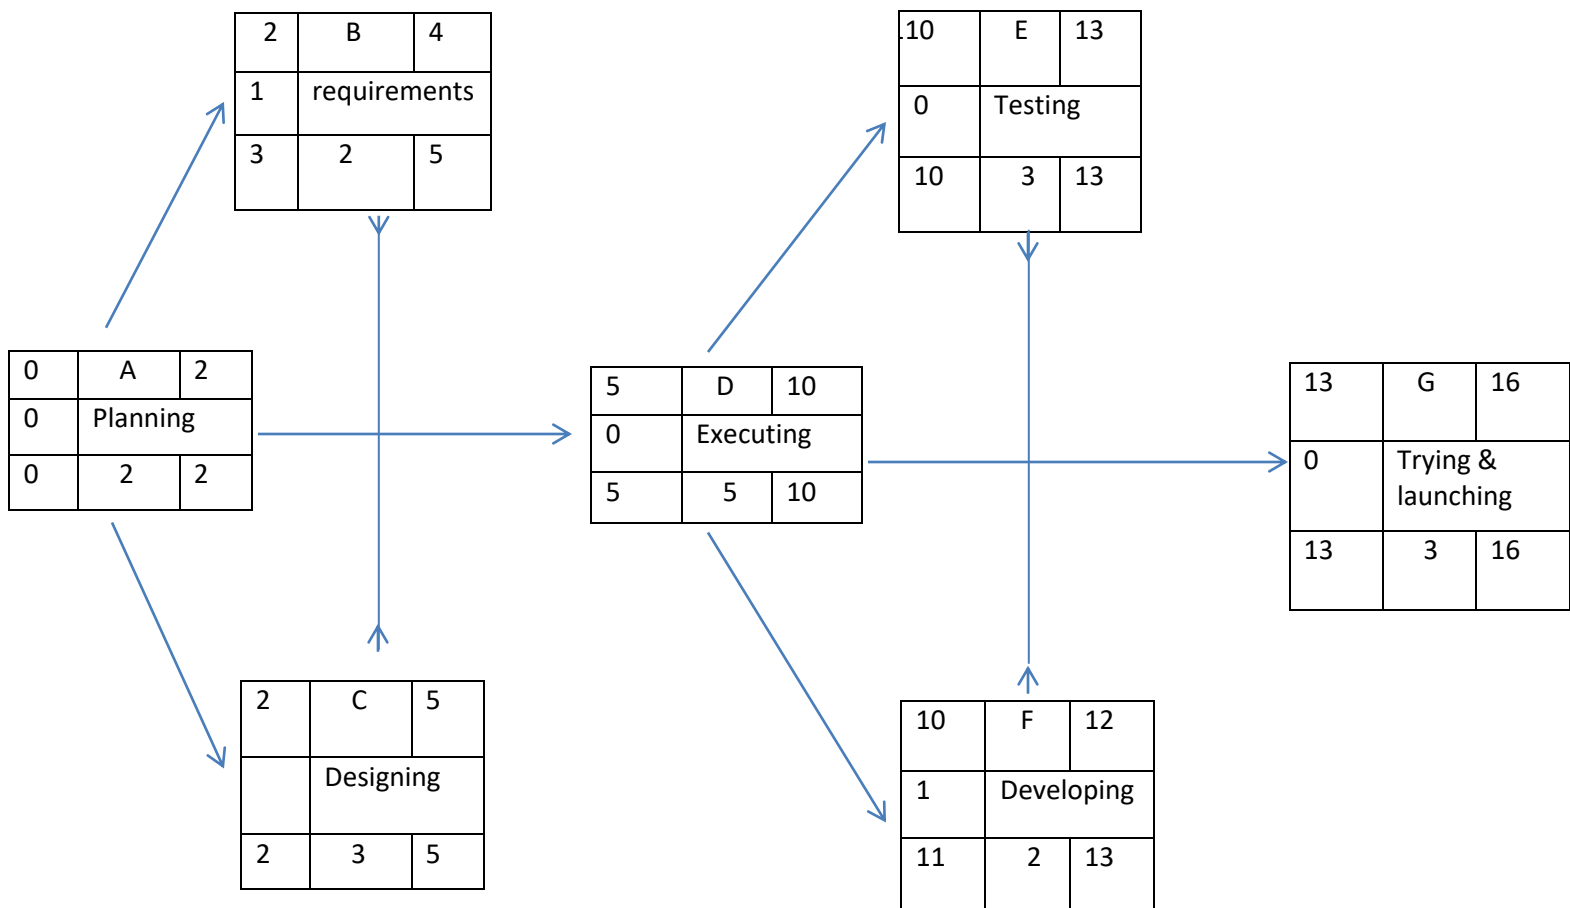 2 B 4
1 requirements
3 2 5
.10 E 13
0 Testing
10 3 13
0 A 2
0 Planning
0 2 2
5 D 10
0 Executing
5 5 10
13 G 16
0 Trying &
launching
13 3 16
2 C 5
Designing
2 3 5
10 F 12
1 Developing
11 2 13